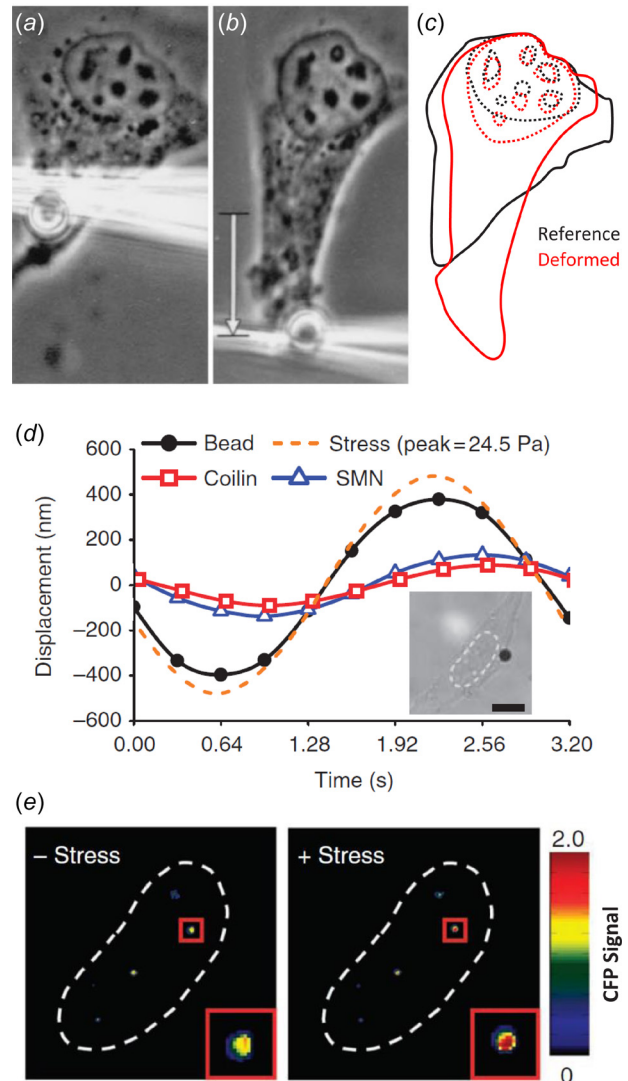 (a)
(b)
(c)
Reference
Deformed
(d)
Bead
Stress (peak = 24.5 Pa)
Coilin
SMN
Displacement (nm)
600
400
200
0
−200
−400
−600
0.00
0.64
1.28
1.92
2.56
3.20
Time (s)
(e)
− Stress
+ Stress
2.0
CFP Signal
0